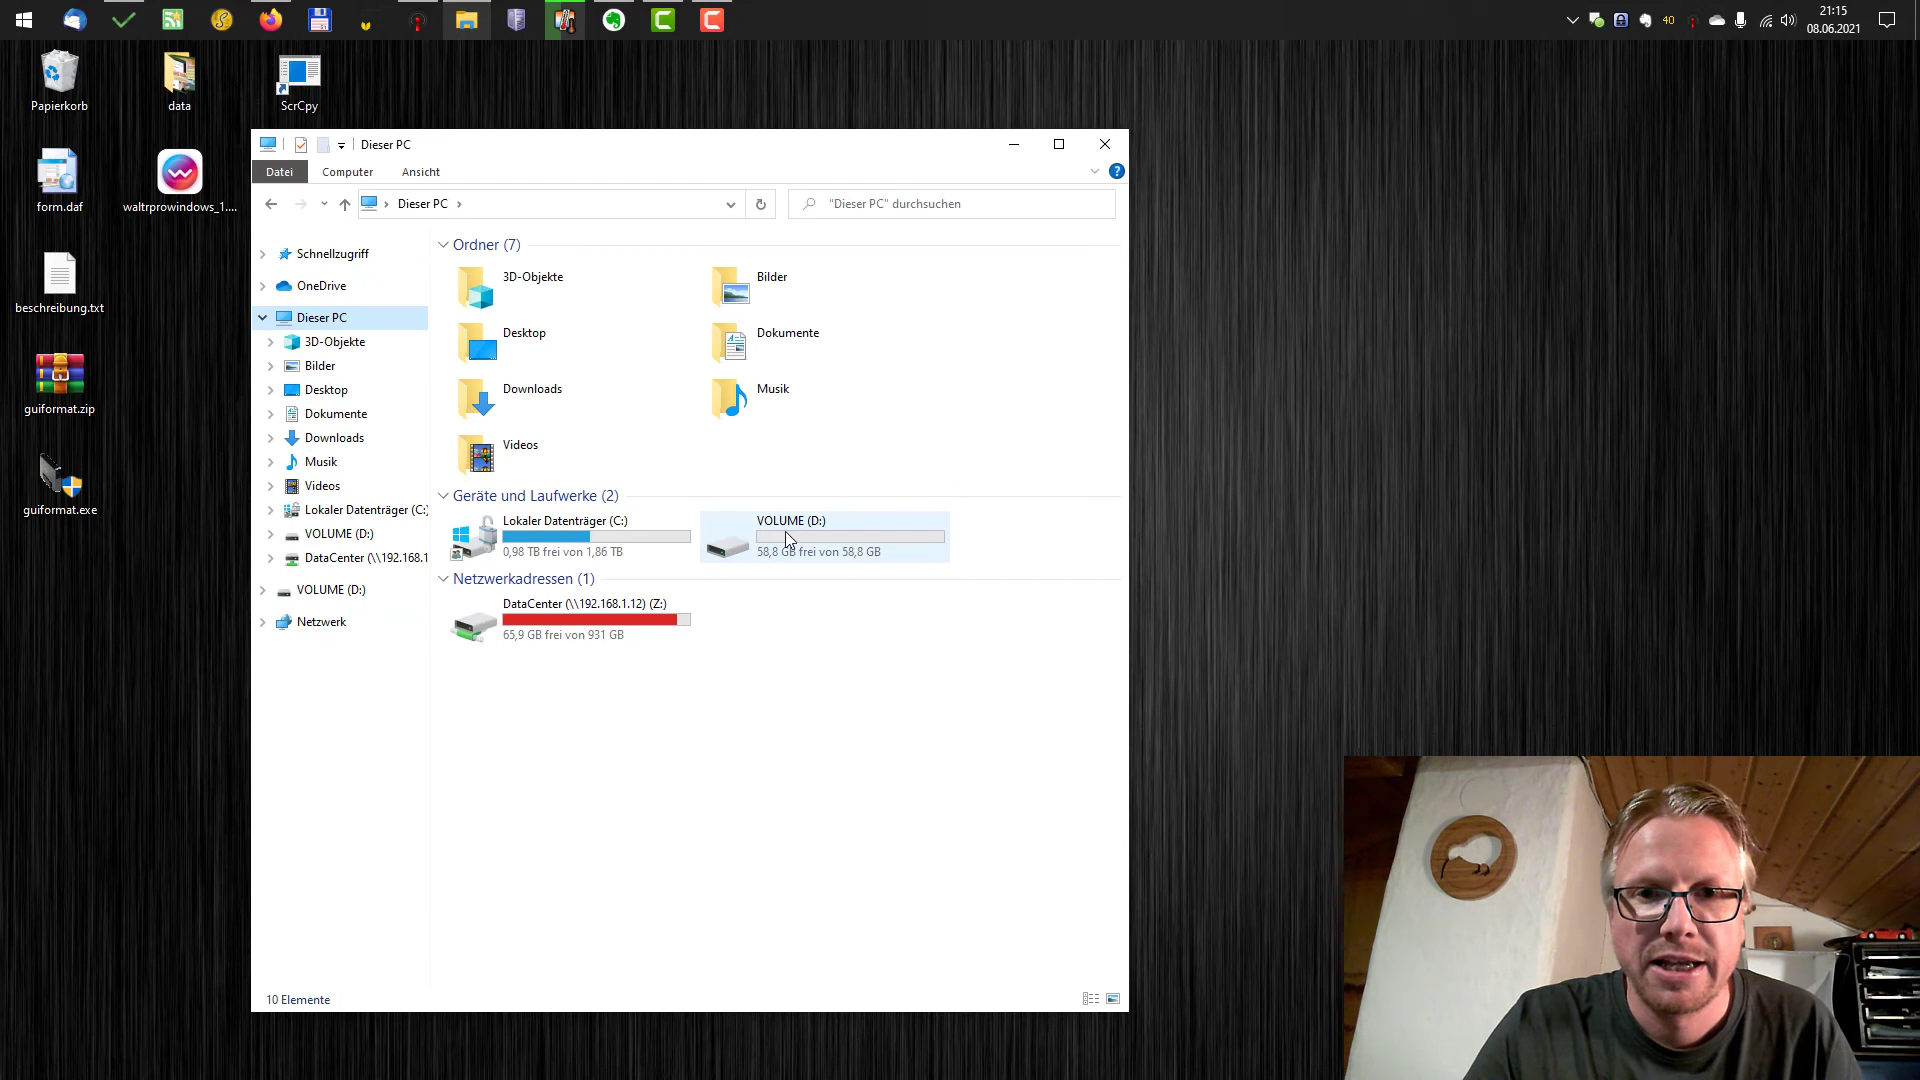 40
21:15
08.06.2021
Papierkorb
data
ScrCpy
form.daf
waltrprowindows_1....
beschreibung.txt
guiformat.zip
guiformat.exe
Dieser PC
Datei
Computer
Ansicht
Dieser PC
"Dieser PC" durchsuchen
Schnellzugriff
OneDrive
Dieser PC
3D-Objekte
Bilder
Desktop
Dokumente
Downloads
Musik
Videos
Lokaler Datenträger (C:)
VOLUME (D:)
DataCenter (\\192.168.1
VOLUME (D:)
Netzwerk
Ordner (7)
3D-Objekte
Bilder
Desktop
Dokumente
Downloads
Musik
Videos
Geräte und Laufwerke (2)
Lokaler Datenträger (C:)
0,98 TB frei von 1,86 TB
VOLUME (D:)
58,8 GB frei von 58,8 GB
Netzwerkadressen (1)
DataCenter (\\192.168.1.12) (Z:)
65,9 GB frei von 931 GB
10 Elemente